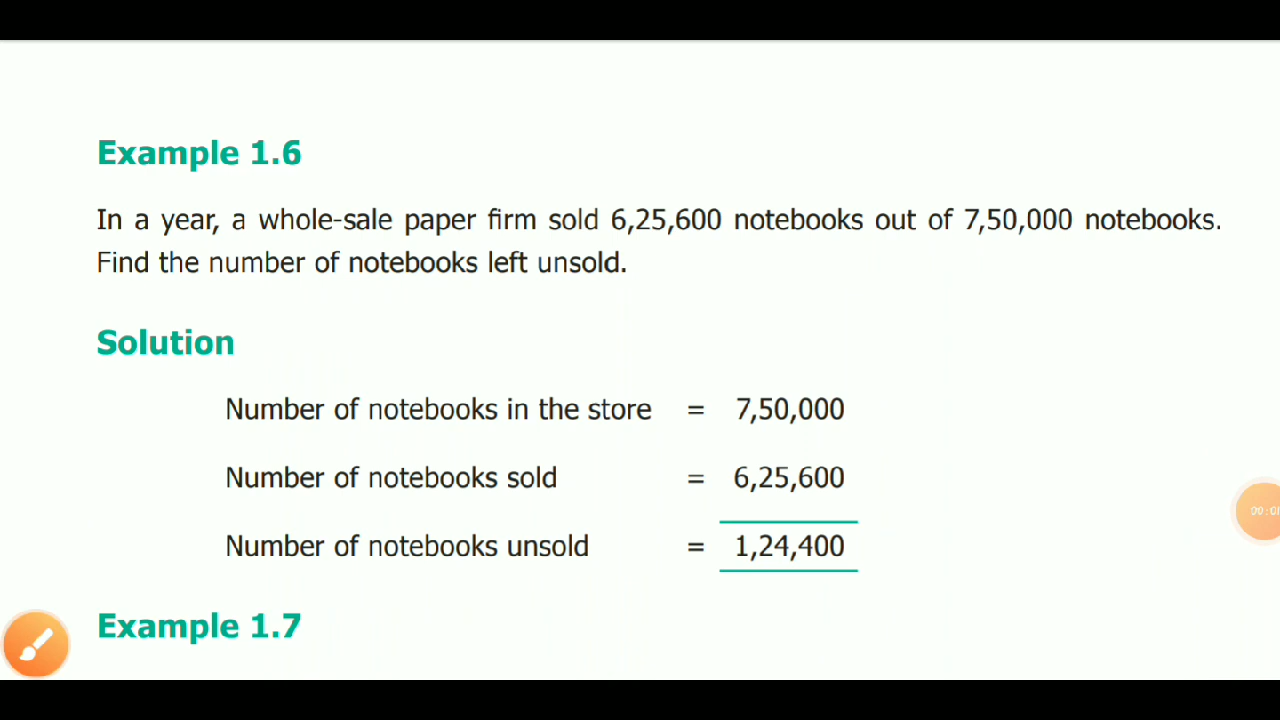 Example 1.6
In a year, a whole-sale paper firm sold 6,25,600 notebooks out of 7,50,000 notebooks.
Find the number of notebooks left unsold.
Solution
Number of notebooks in the store = 7,50,000
Number of notebooks sold = 6,25,600
Number of notebooks unsold = 1,24,400
Example 1.7